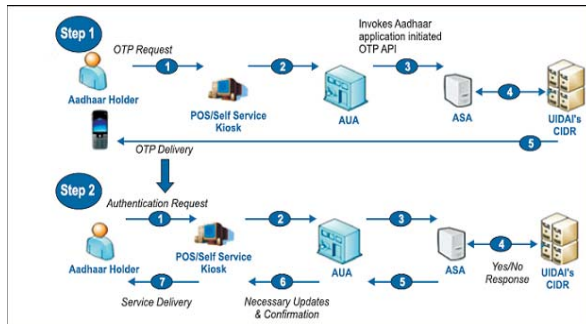 Step 1
OTP Request
Invokes Aadhaar
application initiated
OTP API
1
2
3
4
Aadhaar Holder
POS/Self Service
Kiosk
AUA
ASA
UIDAI's
CIDR
5
OTP Delivery
Step 2
Authentication Request
1
2
3
4
Aadhaar Holder
POS/Self Service
Kiosk
AUA
ASA
Yes/No
Response
UIDAI's
CIDR
7
6
5
Service Delivery
Necessary Updates
& Confirmation